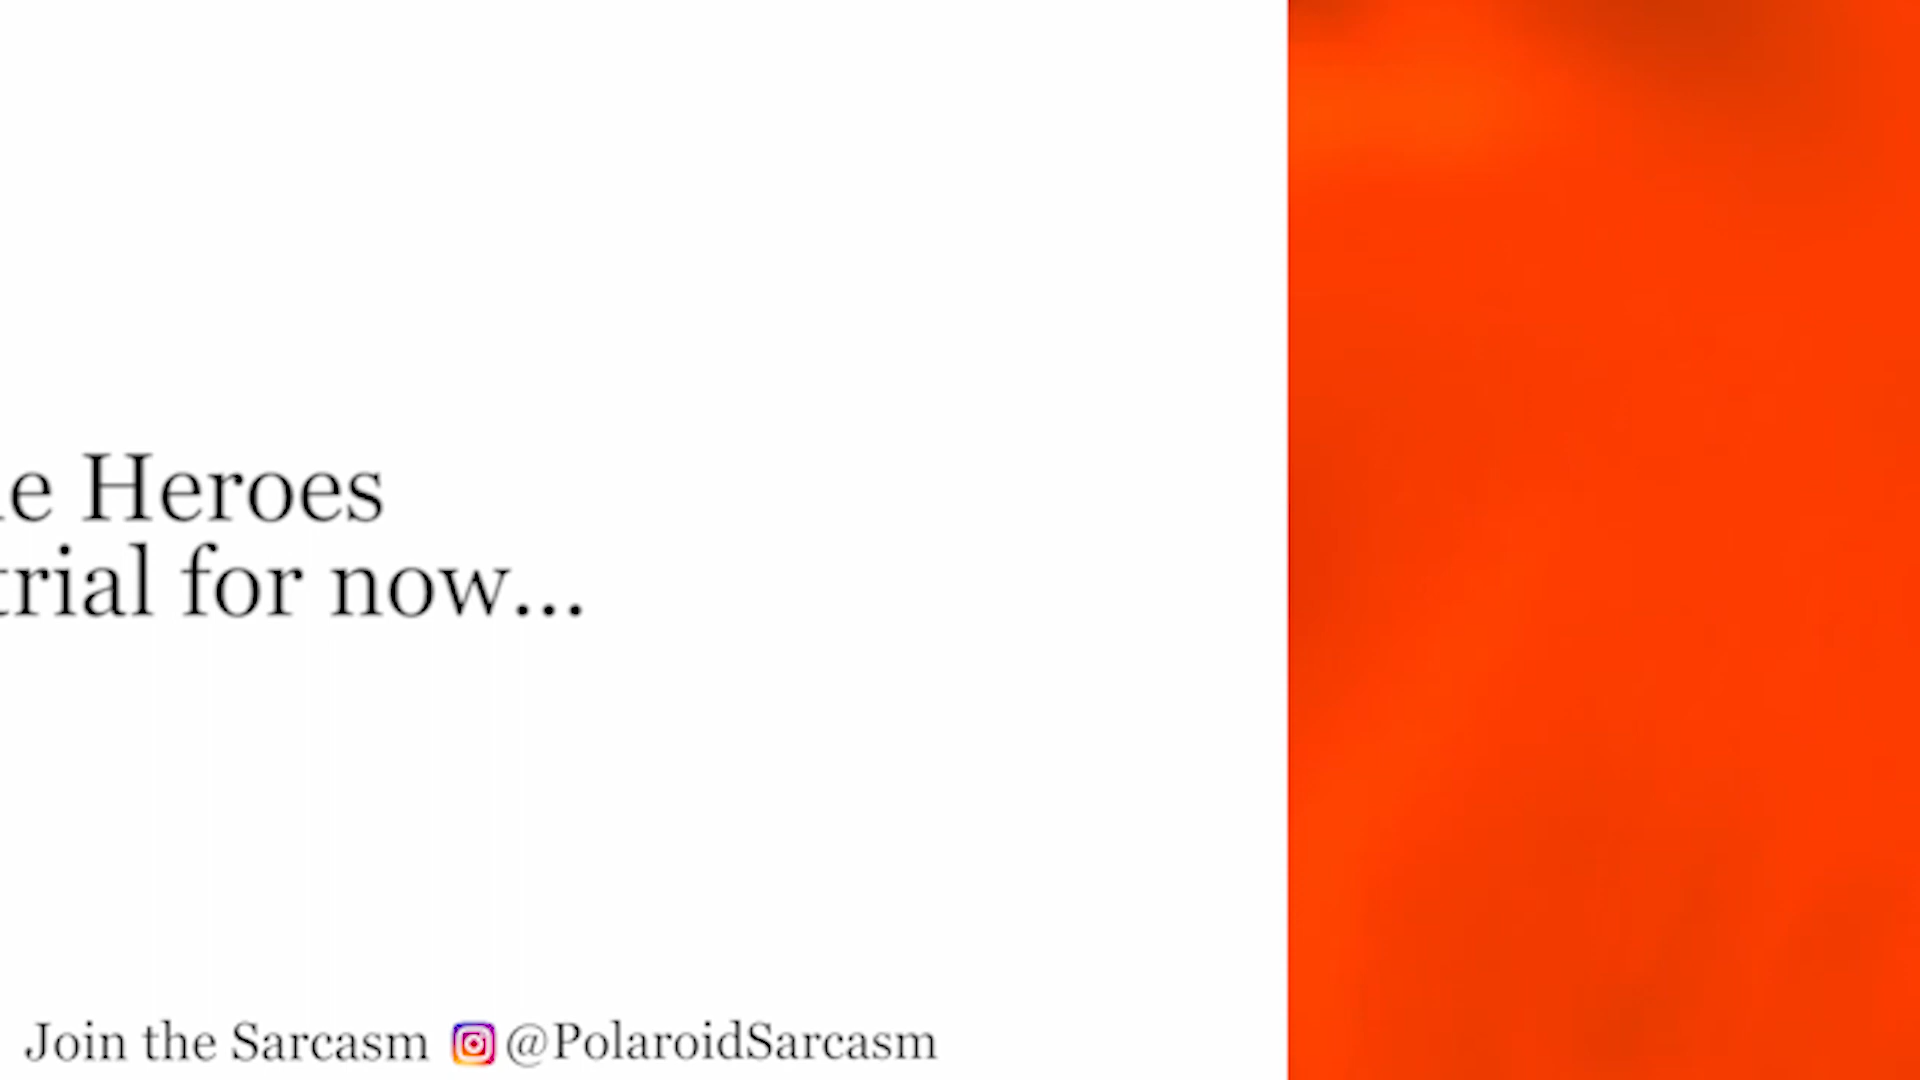 e Heroes
trial for now...
Join the Sarcasm @PolaroidSarcasm